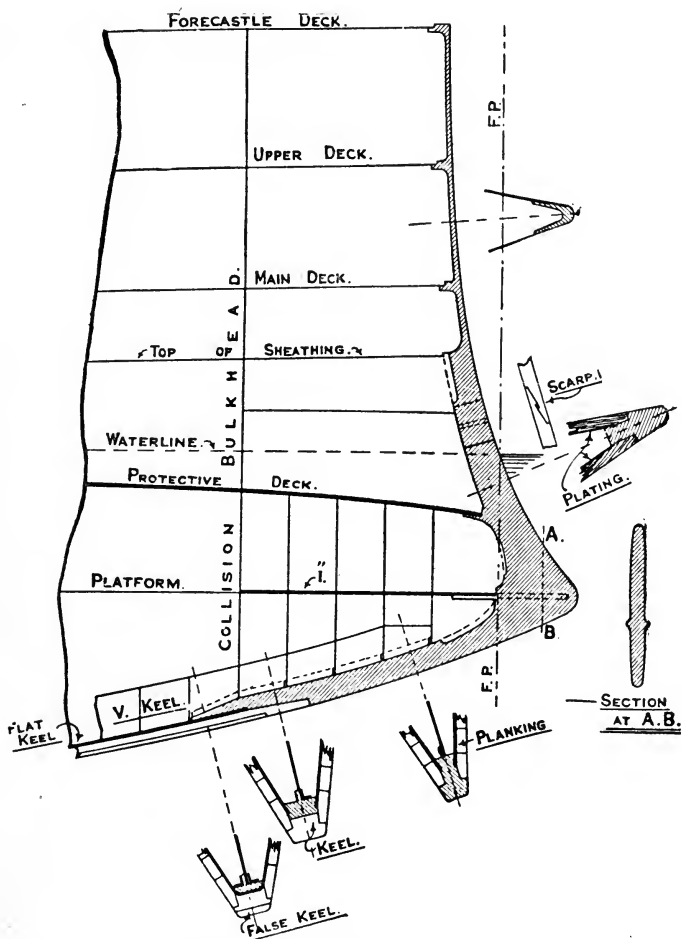 FORECASTLE DECK.
F.P.
UPPER DECK.
MAIN DECK.
TOP OF SHEATHING.
SCARP.
WATERLINE.
PLATING.
PROTECTIVE DECK.
COLLISION BULKHEAD.
A.
PLATFORM.
1"
B
F.P.
SECTION
AT A.B.
V. KEEL.
FLAT
KEEL
PLANKING
KEEL.
FALSE KEEL.